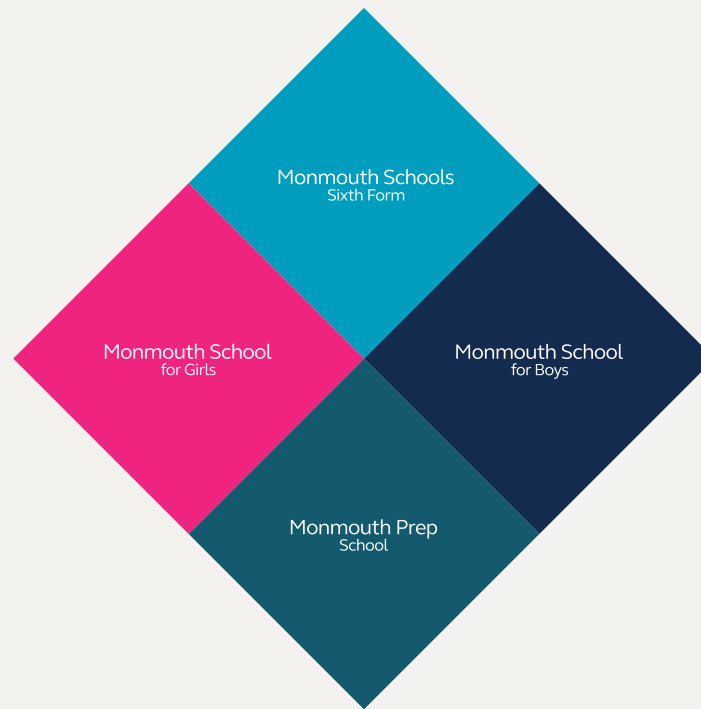 Monmouth Schools
Sixth Form
Monmouth School
for Girls
Monmouth School
for Boys
Monmouth Prep
School